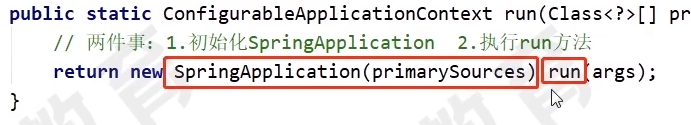 public static ConfigurableApplicationContext run(Class<?>[] pr
// 两件事：1.初始化SpringApplication 2.执行run方法
return new SpringApplication(primarySources) run(args);
}
教育